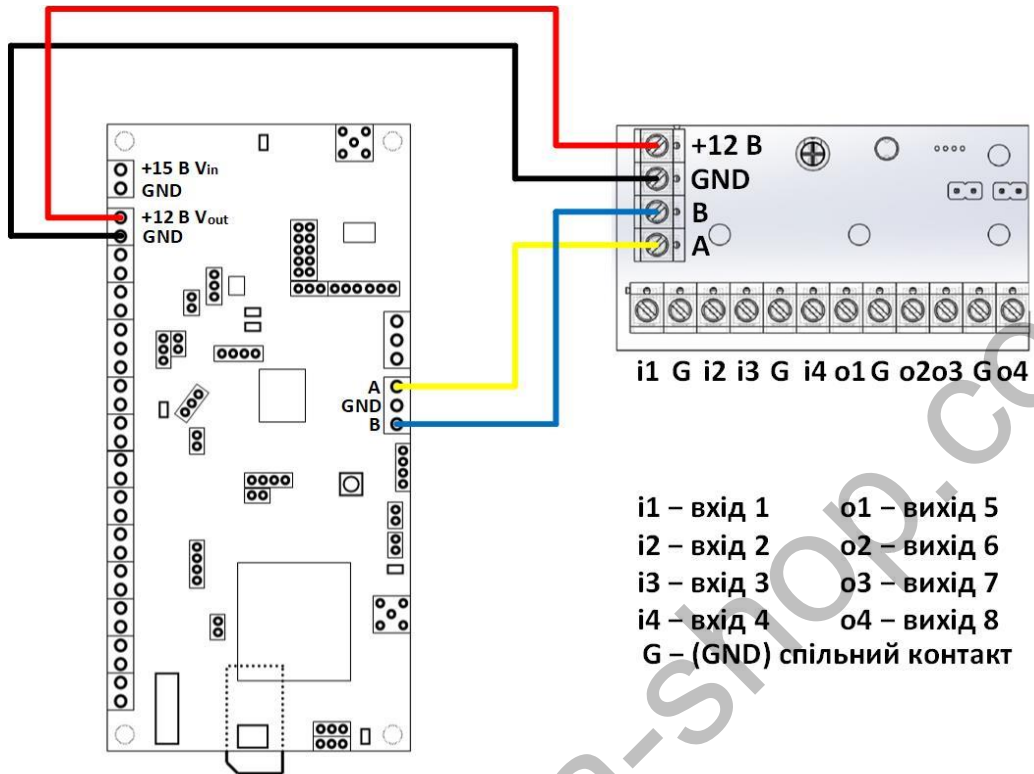 +15 В Vin
GND
+12 В Vout
GND
A
GND
B
+12 В
GND
B
A
i1 G i2 i3 G i4 o1 G o2 o3 G o4
i1 – вхід 1
o1 – вихід 5
i2 – вхід 2
o2 – вихід 6
i3 – вхід 3
o3 – вихід 7
i4 – вхід 4
o4 – вихід 8
G – (GND) спільний контакт